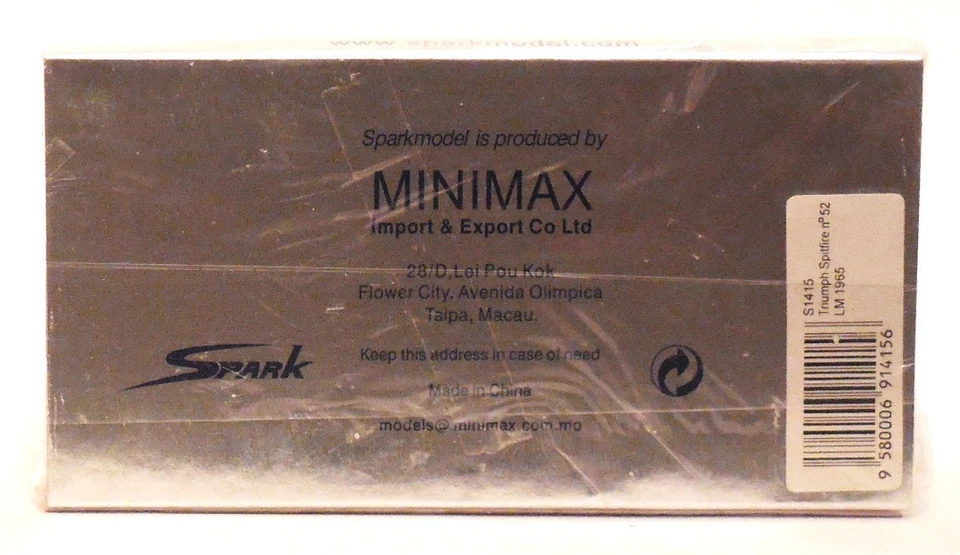 www.sparkmodel.com
Sparkmodel is produced by
MINIMAX
Import & Export Co Ltd
28/D,Lei Pou Kok
Flower City, Avenida Olimpica
Taipa, Macau.
Keep this address in case of need
Made in China
models@minimax.com.mo
SPARK
S1415
Triumph Spitfire nº52
LM 1965
9 580006 914156